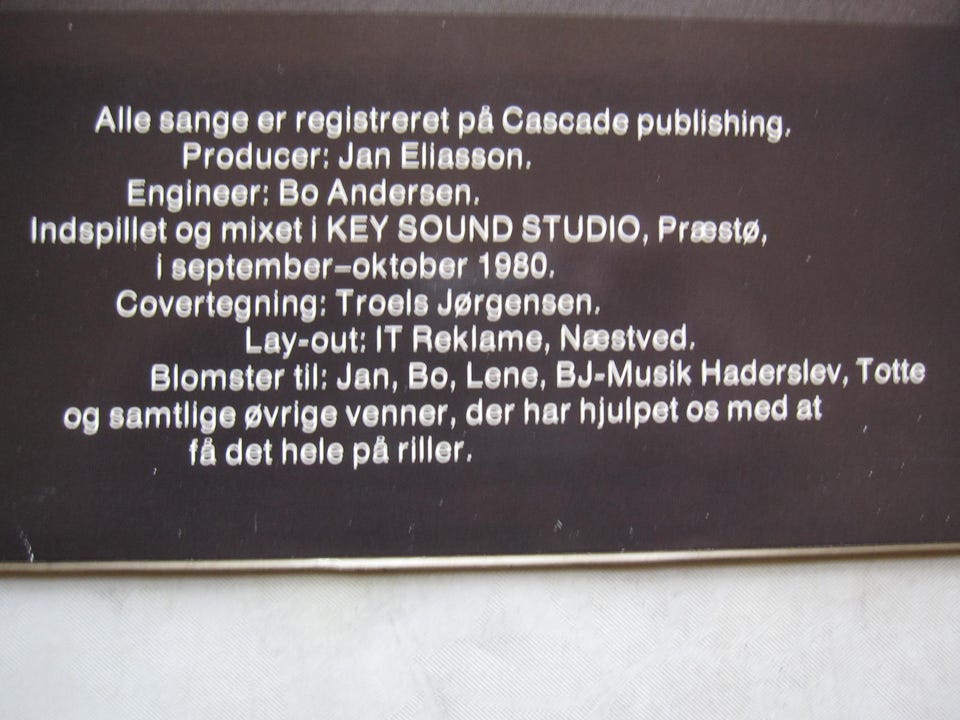 Alle sange er registreret på Cascade publishing.
Producer: Jan Eliasson.
Engineer: Bo Andersen.
Indspillet og mixet i KEY SOUND STUDIO, Præstø,
i september-oktober 1980.
Covertegning: Troels Jørgensen.
Lay-out: IT Reklame, Næstved.
Blomster til: Jan, Bo, Lene, BJ-Musik Haderslev, Totte
og samtlige øvrige venner, der har hjulpet os med at
få det hele på riller.